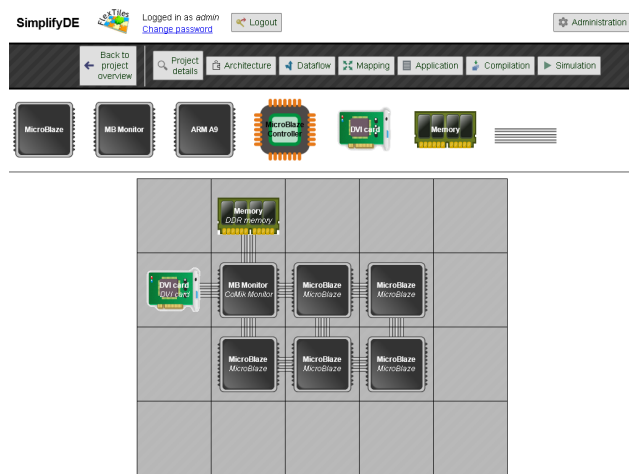 SimplifyDE
FlexTiles
Logged in as admin
Change password
Logout
Administration
Back to
project
overview
Project
details
Architecture
Dataflow
Mapping
Application
Compilation
Simulation
MicroBlaze
MB Monitor
ARM A9
MicroBlaze
Controller
DVI card
Memory
Memory
DDR memory
DVI card
DVI card
MB Monitor
CoMik Monitor
MicroBlaze
MicroBlaze
MicroBlaze
MicroBlaze
MicroBlaze
MicroBlaze
MicroBlaze
MicroBlaze
MicroBlaze
MicroBlaze